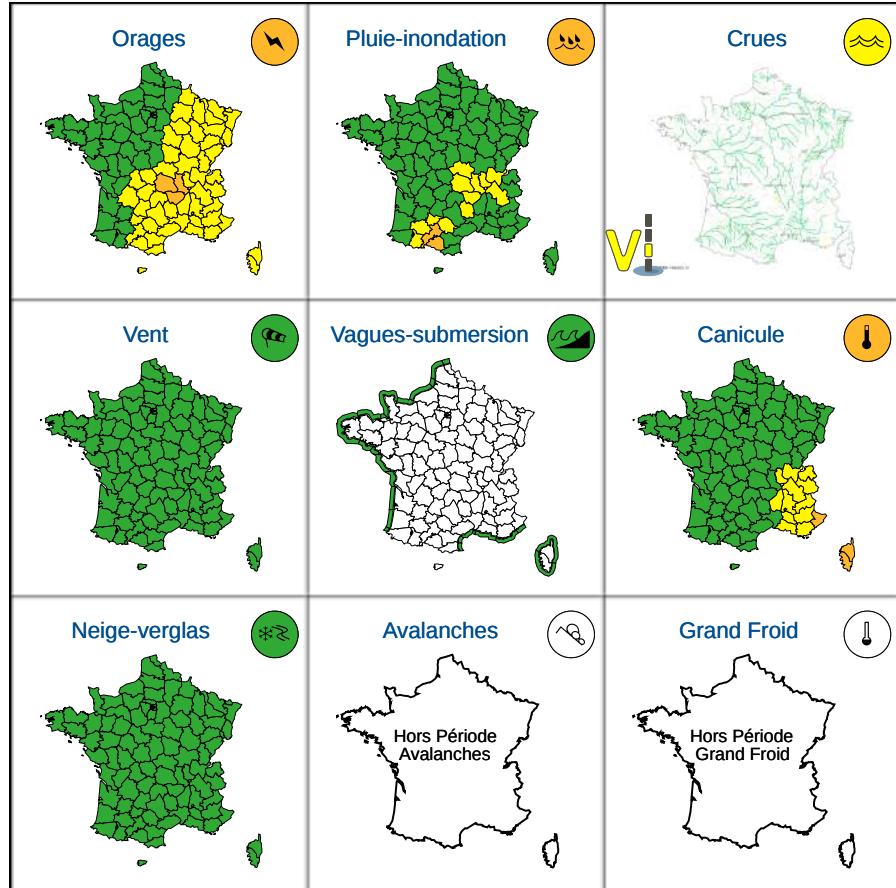 Orages
Pluie-inondation
Crues
Vi
Vent
Vagues-submersion
Canicule
Neige-verglas
Avalanches
Grand Froid
Hors Période
Avalanches
Hors Période
Grand Froid